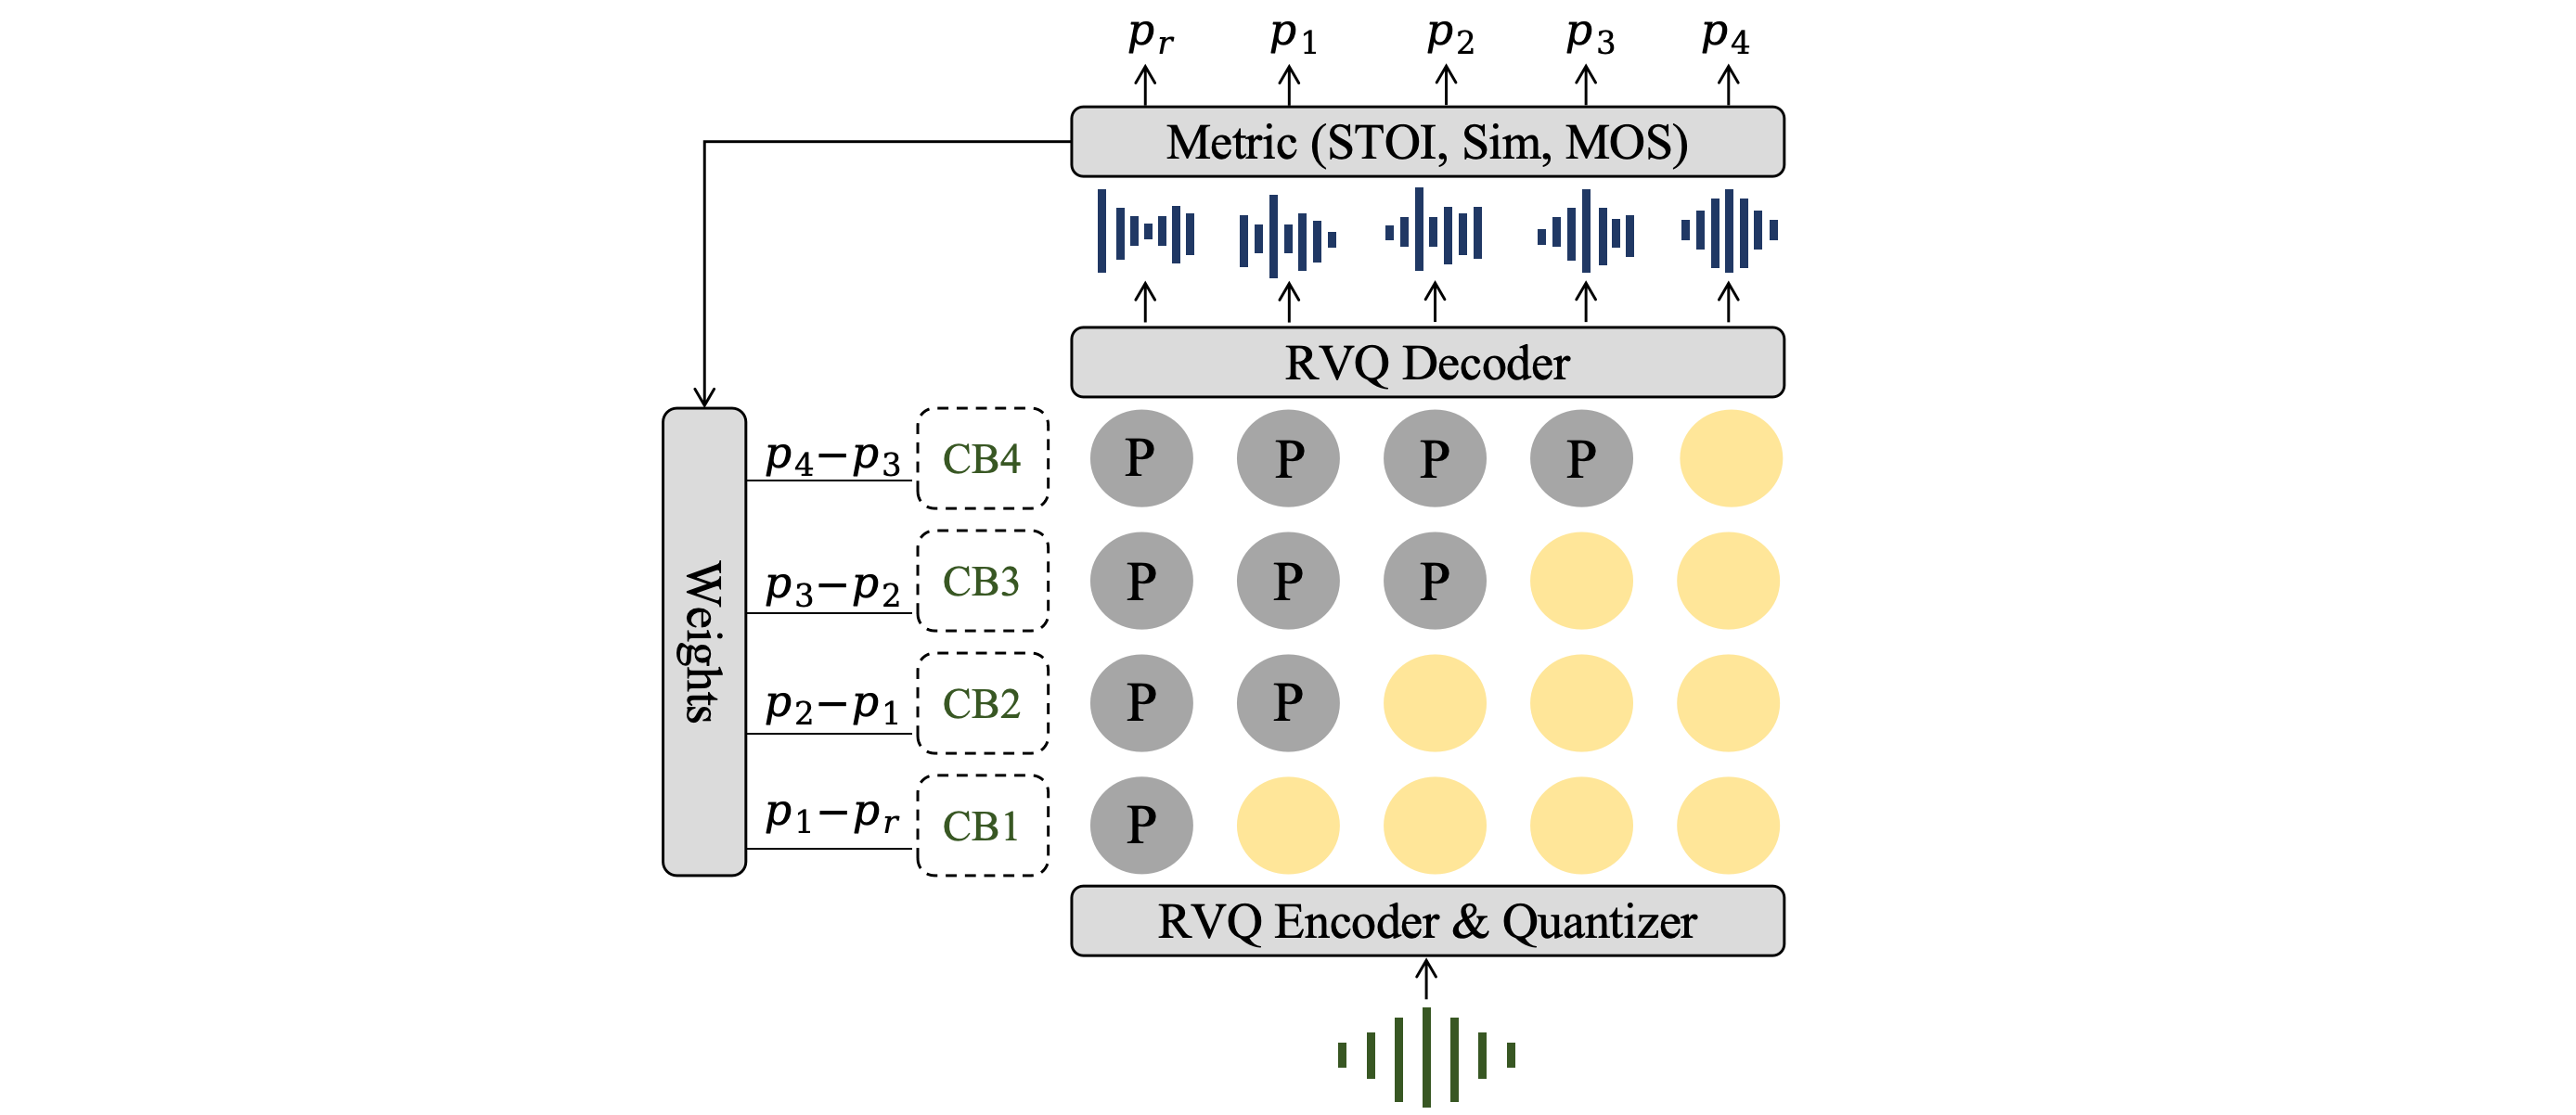 p_r p_1 p_2 p_3 p_4
Metric (STOI, Sim, MOS)
RVQ Decoder
Weights
p_4−p_3 CB4 P P P P
p_3−p_2 CB3 P P P
p_2−p_1 CB2 P P
p_1−p_r CB1 P
RVQ Encoder & Quantizer